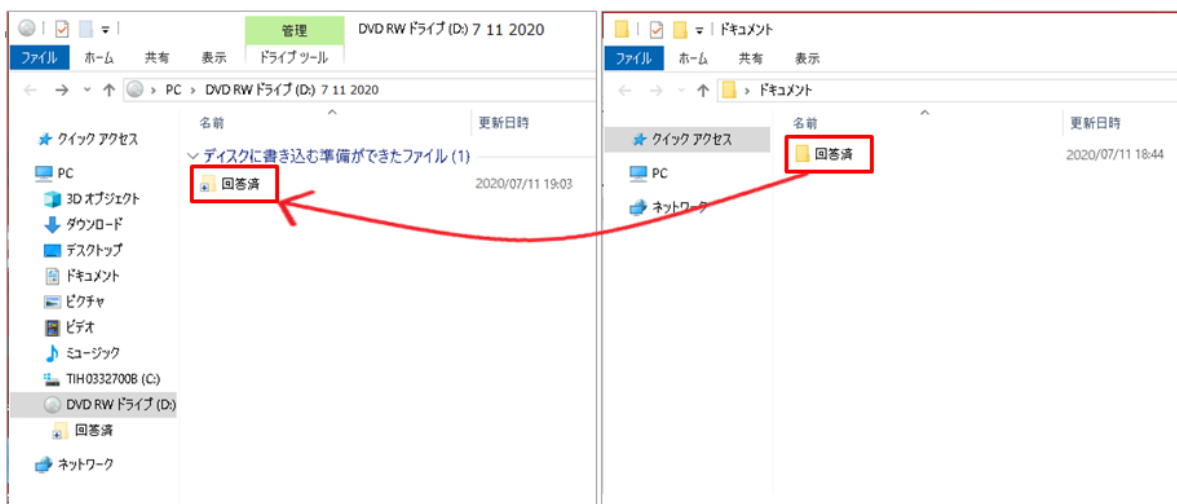 DVD RW ドライブ (D:) 7 11 2020
管理
ファイル ホーム 共有 表示 ドライブ ツール
PC › DVD RW ドライブ (D:) 7 11 2020
名前 更新日時
クイック アクセス
ディスクに書き込む準備ができたファイル (1)
回答済 2020/07/11 19:03
PC
3D オブジェクト
ダウンロード
デスクトップ
ドキュメント
ピクチャ
ビデオ
ミュージック
TIH0332700B (C:)
DVD RW ドライブ (D:)
回答済
ネットワーク
ドキュメント
ファイル ホーム 共有 表示
› ドキュメント
名前 更新日時
クイック アクセス
回答済 2020/07/11 18:44
PC
ネットワーク